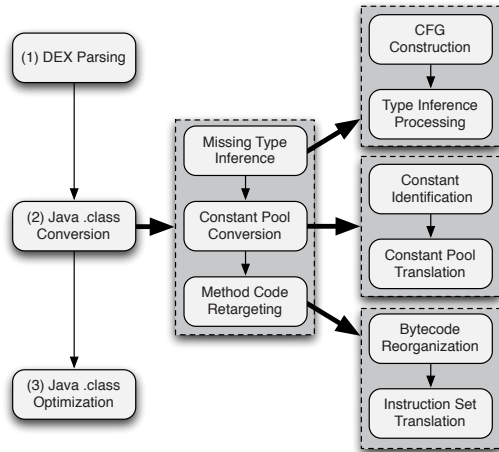 (1) DEX Parsing
(2) Java .class
Conversion
(3) Java .class
Optimization
Missing Type
Inference
Constant Pool
Conversion
Method Code
Retargeting
CFG
Construction
Type Inference
Processing
Constant
Identification
Constant Pool
Translation
Bytecode
Reorganization
Instruction Set
Translation